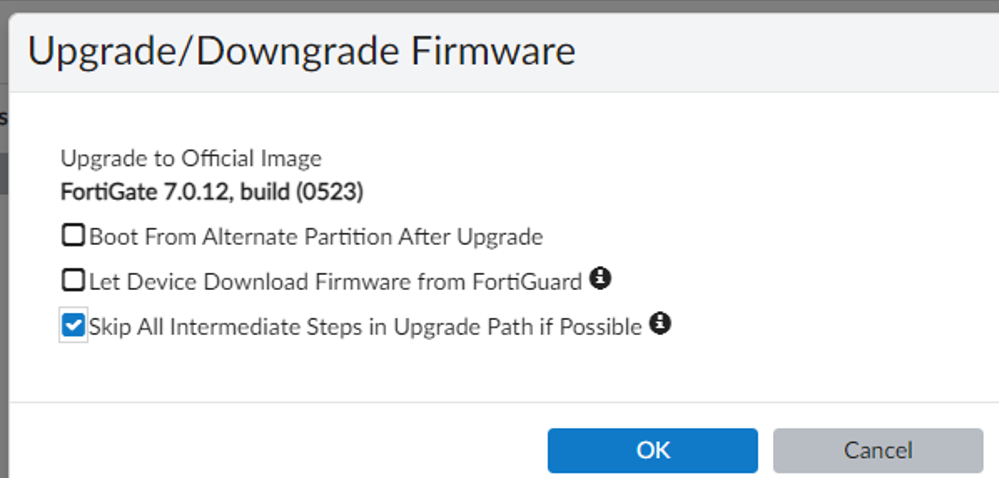 Upgrade/Downgrade Firmware
s
Upgrade to Official Image
FortiGate 7.0.12, build (0523)
Boot From Alternate Partition After Upgrade
Let Device Download Firmware from FortiGuard
Skip All Intermediate Steps in Upgrade Path if Possible
OK Cancel